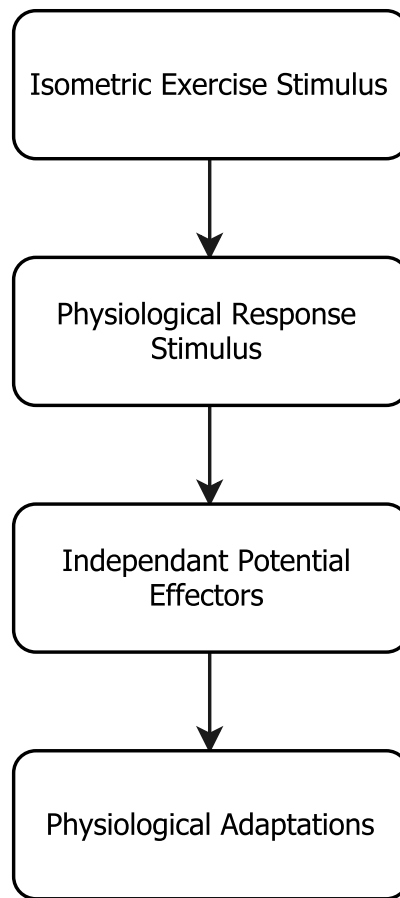 Isometric Exercise Stimulus
Physiological Response
Stimulus
Independant Potential
Effectors
Physiological Adaptations